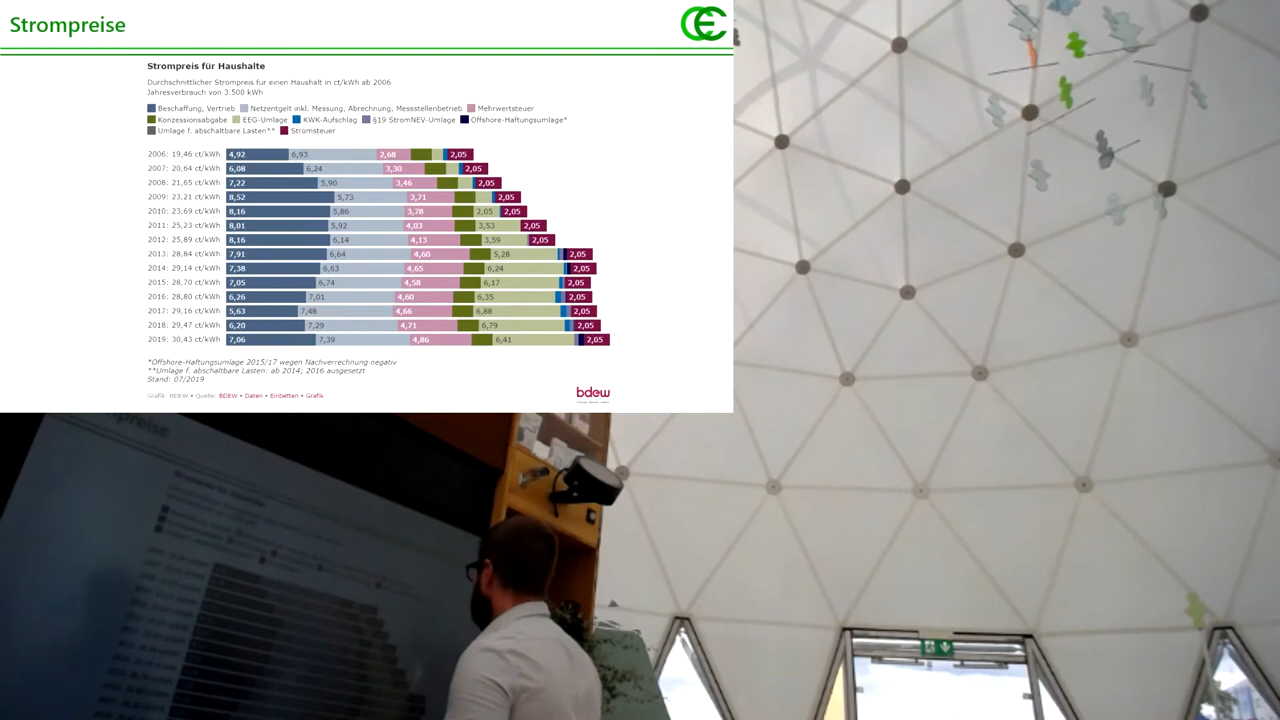 Strompreise
Strompreis für Haushalte
Durchschnittlicher Strompreis für einen Haushalt in ct/kWh ab 2006
Jahresverbrauch von 3.500 kWh
Beschaffung, Vertrieb Netzentgelt inkl. Messung, Abrechnung, Messstellenbetrieb Mehrwertsteuer
Konzessionsabgabe EEG-Umlage KWK-Aufschlag §19 StromNEV-Umlage Offshore-Haftungsumlage*
Umlage f. abschaltbare Lasten** Stromsteuer
2006: 19,46 ct/kWh 4,92 6,93 2,68 2,05
2007: 20,64 ct/kWh 6,08 6,24 3,30 2,05
2008: 21,65 ct/kWh 7,22 5,90 3,46 2,05
2009: 23,21 ct/kWh 8,52 5,73 3,71 2,05
2010: 23,69 ct/kWh 8,16 5,86 3,78 2,05 2,05
2011: 25,23 ct/kWh 8,01 5,92 4,03 3,53 2,05
2012: 25,89 ct/kWh 8,16 6,14 4,13 3,59 2,05
2013: 28,84 ct/kWh 7,91 6,64 4,60 5,28 2,05
2014: 29,14 ct/kWh 7,38 6,63 4,65 6,24 2,05
2015: 28,70 ct/kWh 7,05 6,74 4,58 6,17 2,05
2016: 28,80 ct/kWh 6,26 7,01 4,60 6,35 2,05
2017: 29,16 ct/kWh 5,63 7,48 4,66 6,88 2,05
2018: 29,47 ct/kWh 6,20 7,29 4,71 6,79 2,05
2019: 30,43 ct/kWh 7,06 7,39 4,86 6,41 2,05
*Offshore-Haftungsumlage 2015/17 wegen Nachverrechnung negativ
**Umlage f. abschaltbare Lasten: ab 2014; 2016 ausgesetzt
Stand: 07/2019
Grafik: BDEW • Quelle: BDEW • Daten • Einbetten • Grafik
bdew